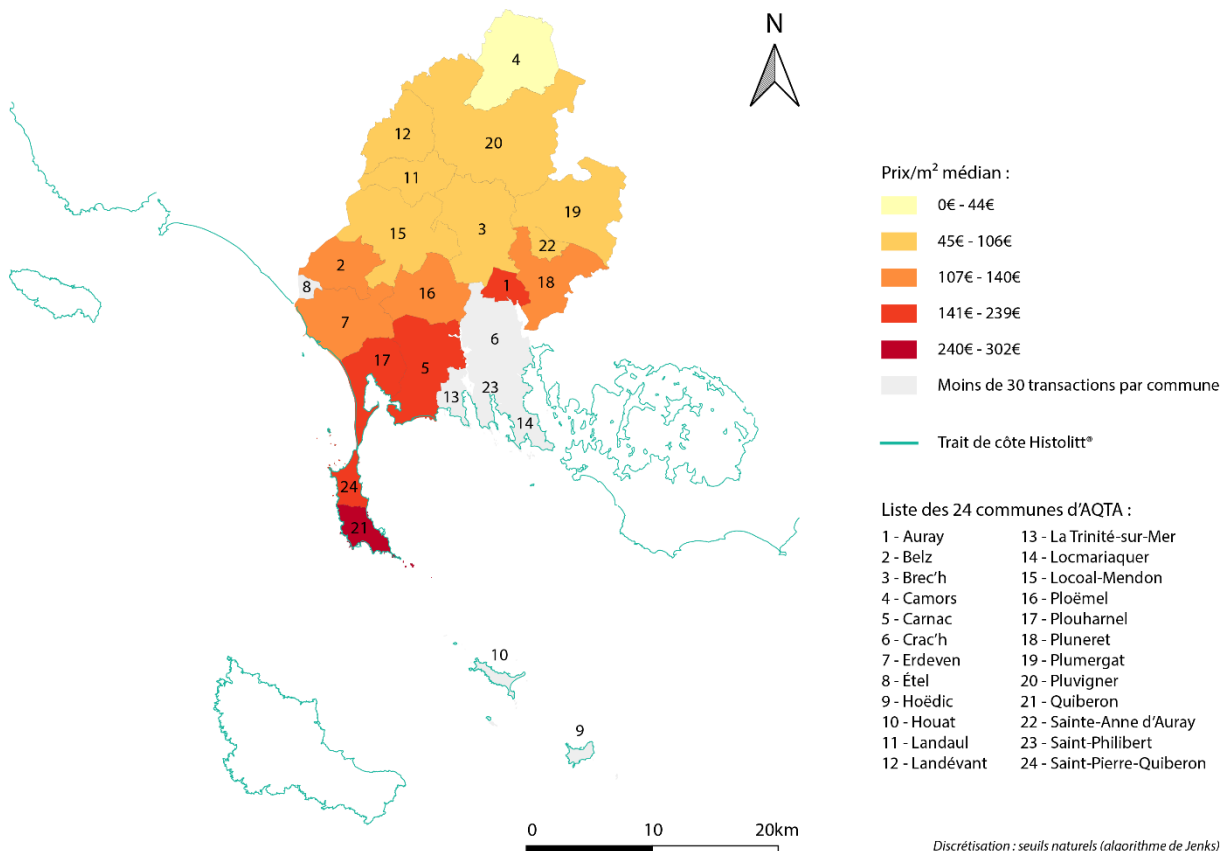 N
4
12
20
11
19
3
15
22
2
18
8
1
16
7
6
17
5
23
13
14
24
21
10
9
0 10 20km
Prix/m² médian :
0€ - 44€
45€ - 106€
107€ - 140€
141€ - 239€
240€ - 302€
Moins de 30 transactions par commune
Trait de côte Histolitt®
Liste des 24 communes d'AQTA :
1 - Auray
2 - Belz
3 - Brec'h
4 - Camors
5 - Carnac
6 - Crac'h
7 - Erdeven
8 - Étel
9 - Hoëdic
10 - Houat
11 - Landaul
12 - Landévant
13 - La Trinité-sur-Mer
14 - Locmariaquer
15 - Locoal-Mendon
16 - Ploëmel
17 - Plouharnel
18 - Pluneret
19 - Plumergat
20 - Pluvigner
21 - Quiberon
22 - Sainte-Anne d'Auray
23 - Saint-Philibert
24 - Saint-Pierre-Quiberon
Discrétisation : seuils naturels (algorithme de Jenks)